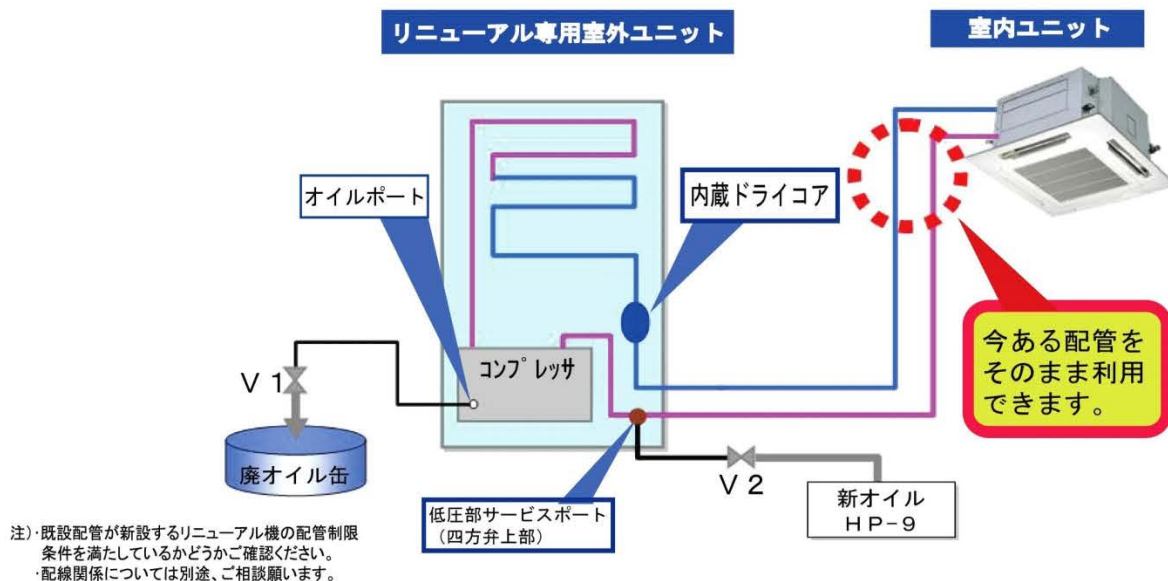 リニューアル専用室外ユニット
室内ユニット
オイルポート
内蔵ドライコア
コンプレッサ
今ある配管を
そのまま利用
できます。
V 1
廃オイル缶
V 2
新オイル
HP-9
低圧部サービスポート
(四方弁上部)
注)・既設配管が新設するリニューアル機の配管制限
条件を満たしているかどうかご確認ください。
・配線関係については別途、ご相談願います。